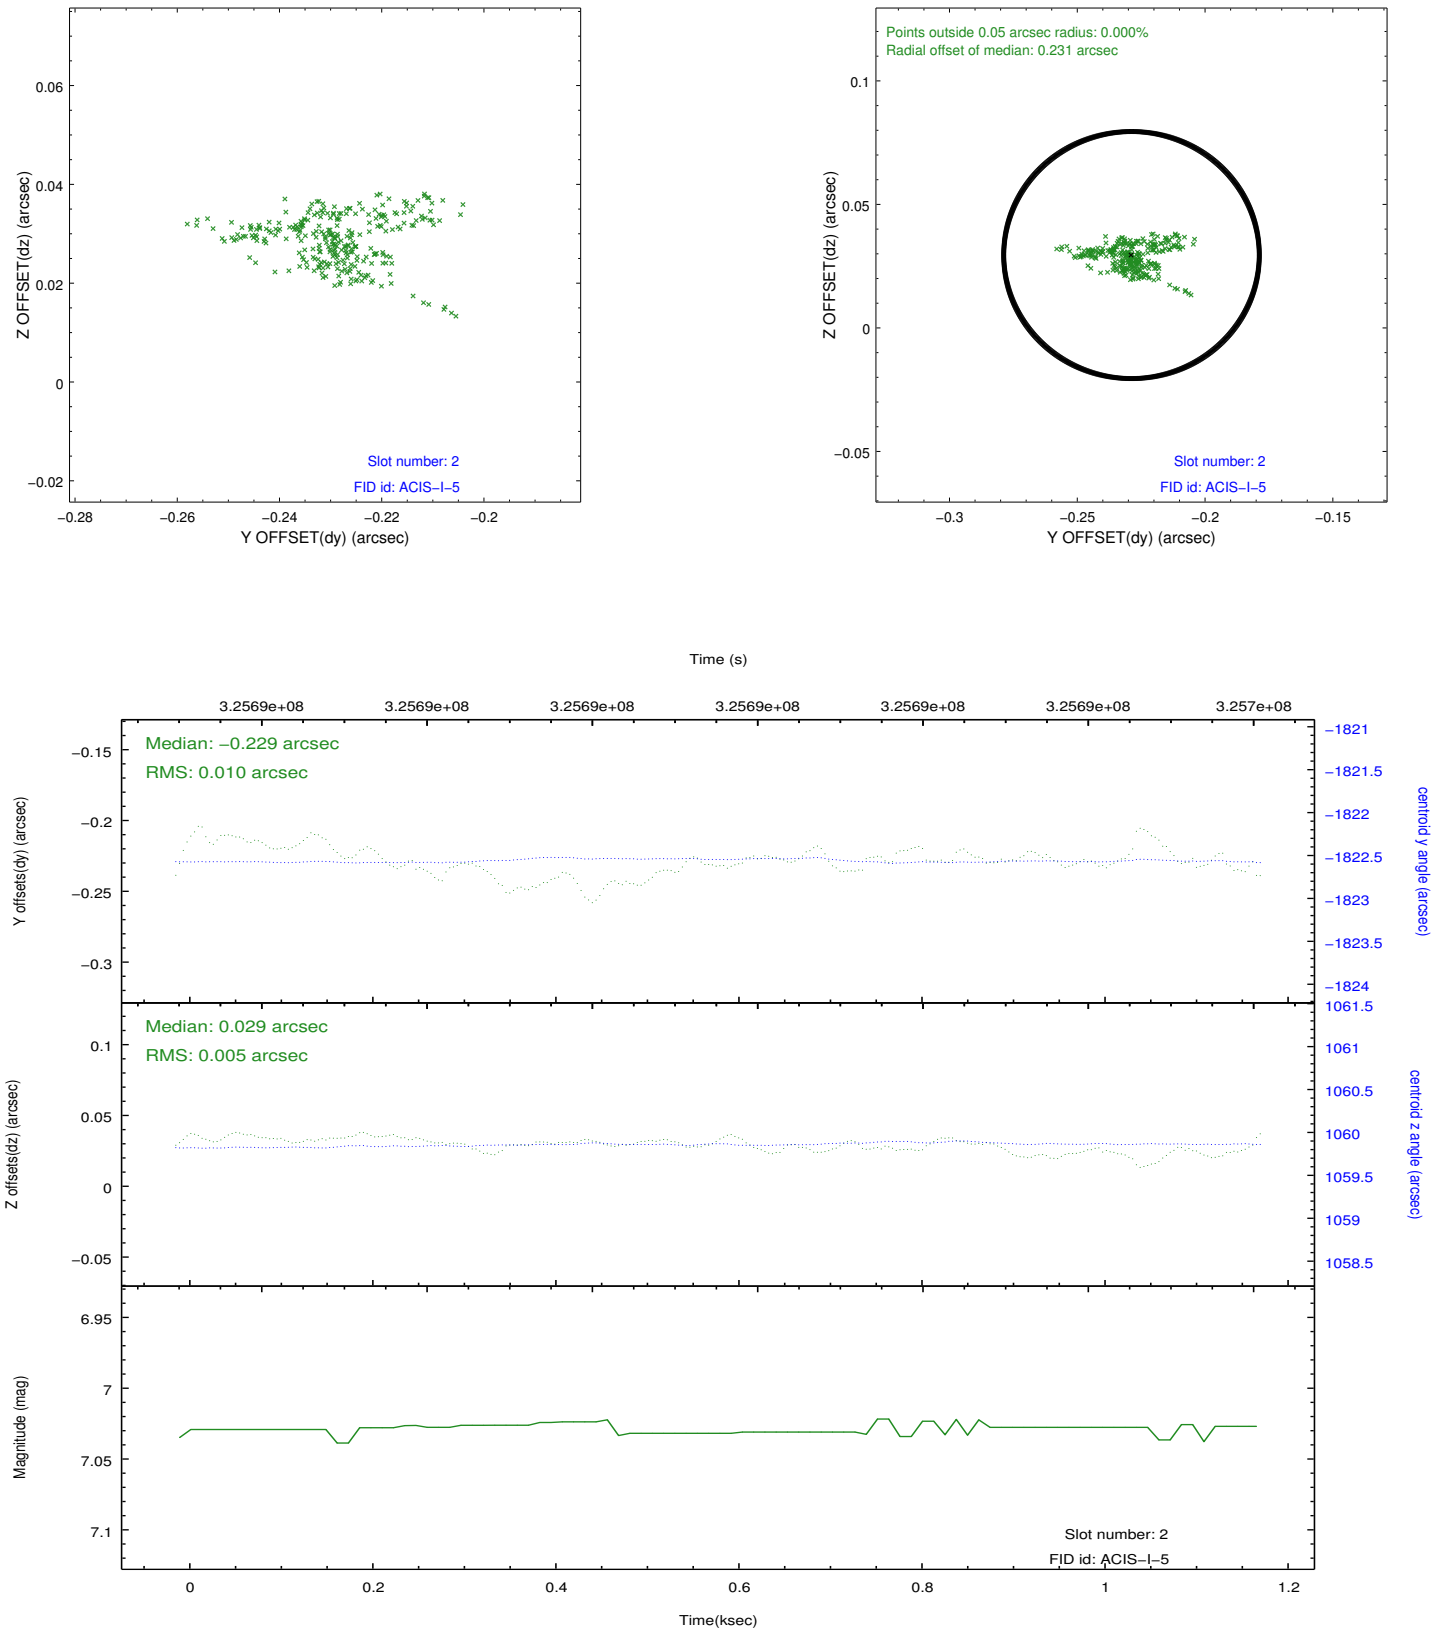 0.06
0.04
0.02
0
−0.02
Z OFFSET(dz) (arcsec)
Slot number: 2
FID id: ACIS−I−5
−0.28
−0.26
−0.24
−0.22
−0.2
Y OFFSET(dy) (arcsec)
Points outside 0.05 arcsec radius: 0.000%
Radial offset of median: 0.231 arcsec
0.1
0.05
0
−0.05
Z OFFSET(dz) (arcsec)
Slot number: 2
FID id: ACIS−I−5
−0.3
−0.25
−0.2
−0.15
Y OFFSET(dy) (arcsec)
Time (s)
3.2569e+08
3.2569e+08
3.2569e+08
3.2569e+08
3.2569e+08
3.2569e+08
3.257e+08
Median: −0.229 arcsec
RMS: 0.010 arcsec
−0.15
−0.2
−0.25
−0.3
Y offsets(dy) (arcsec)
−1821
−1821.5
−1822
−1822.5
−1823
−1823.5
−1824
centroid y angle (arcsec)
Median: 0.029 arcsec
RMS: 0.005 arcsec
0.1
0.05
0
−0.05
Z offsets(dz) (arcsec)
1061.5
1061
1060.5
1060
1059.5
1059
1058.5
centroid z angle (arcsec)
6.95
7
7.05
7.1
Magnitude (mag)
Slot number: 2
FID id: ACIS−I−5
0
0.2
0.4
0.6
0.8
1
1.2
Time(ksec)